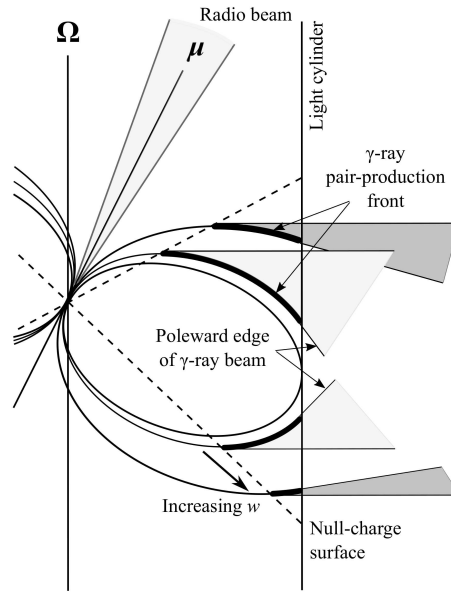 Radio beam
Ω
μ
Light cylinder
γ-ray
pair-production
front
Poleward edge
of γ-ray beam
Increasing w
Null-charge
surface